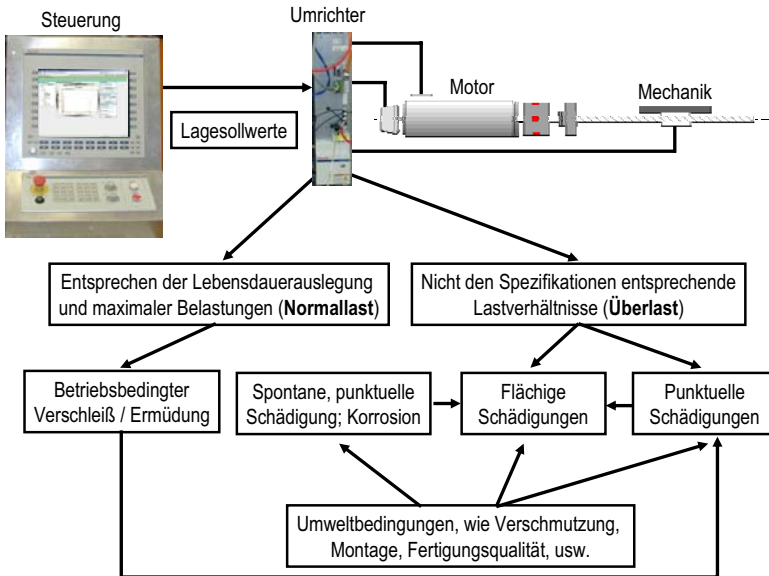 Steuerung
Umrichter
Motor
Mechanik
Lagesollwerte
Entsprechen der Lebensdauerauslegung
und maximaler Belastungen (Normallast)
Nicht den Spezifikationen entsprechende
Lastverhältnisse (Überlast)
Betriebsbedingter
Verschleiß / Ermüdung
Spontane, punktuelle
Schädigung; Korrosion
Flächige
Schädigungen
Punktuelle
Schädigungen
Umweltbedingungen, wie Verschmutzung,
Montage, Fertigungsqualität, usw.